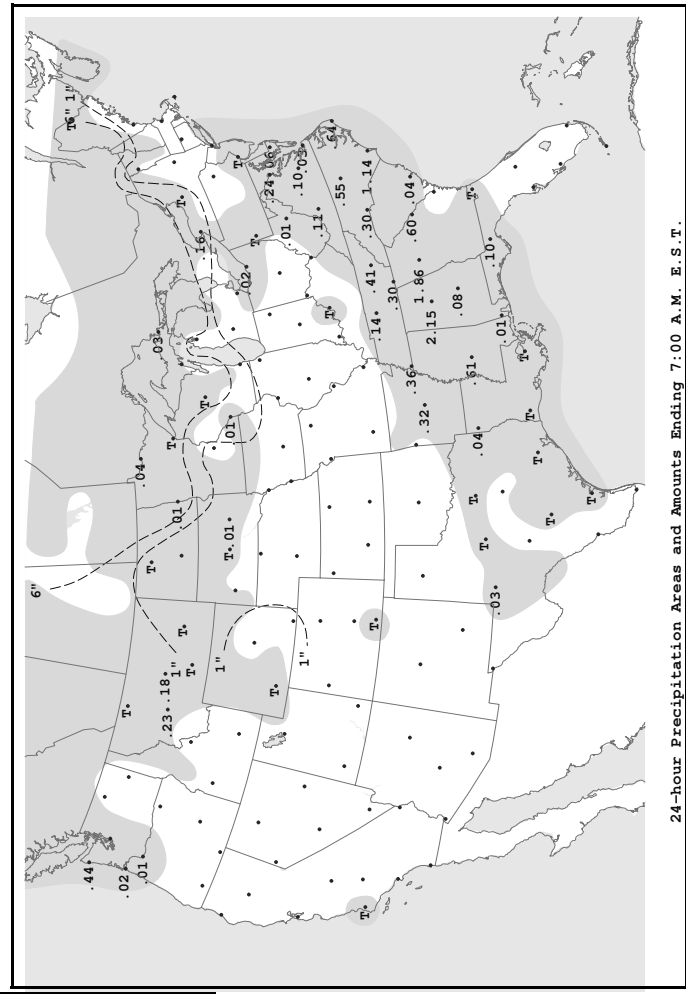 6"
T 6" 1"
.44
T
.02
.01 .04
T .03
.23 .18
1" .01 T T
T
T
.16
T
1" T .01 .01 T
.02
T
.24 .06
T
.01
.10 .03
1"
.11
T
.64
.55
T
.30 1.14
.41
T .14
.30
.36 .60 .04
1.86
.32
2.15
.08
.61 T
T .04
T .10
.03 .01
T
T
T
T
T
24-hour Precipitation Areas and Amounts Ending 7:00 A.M. E.S.T.